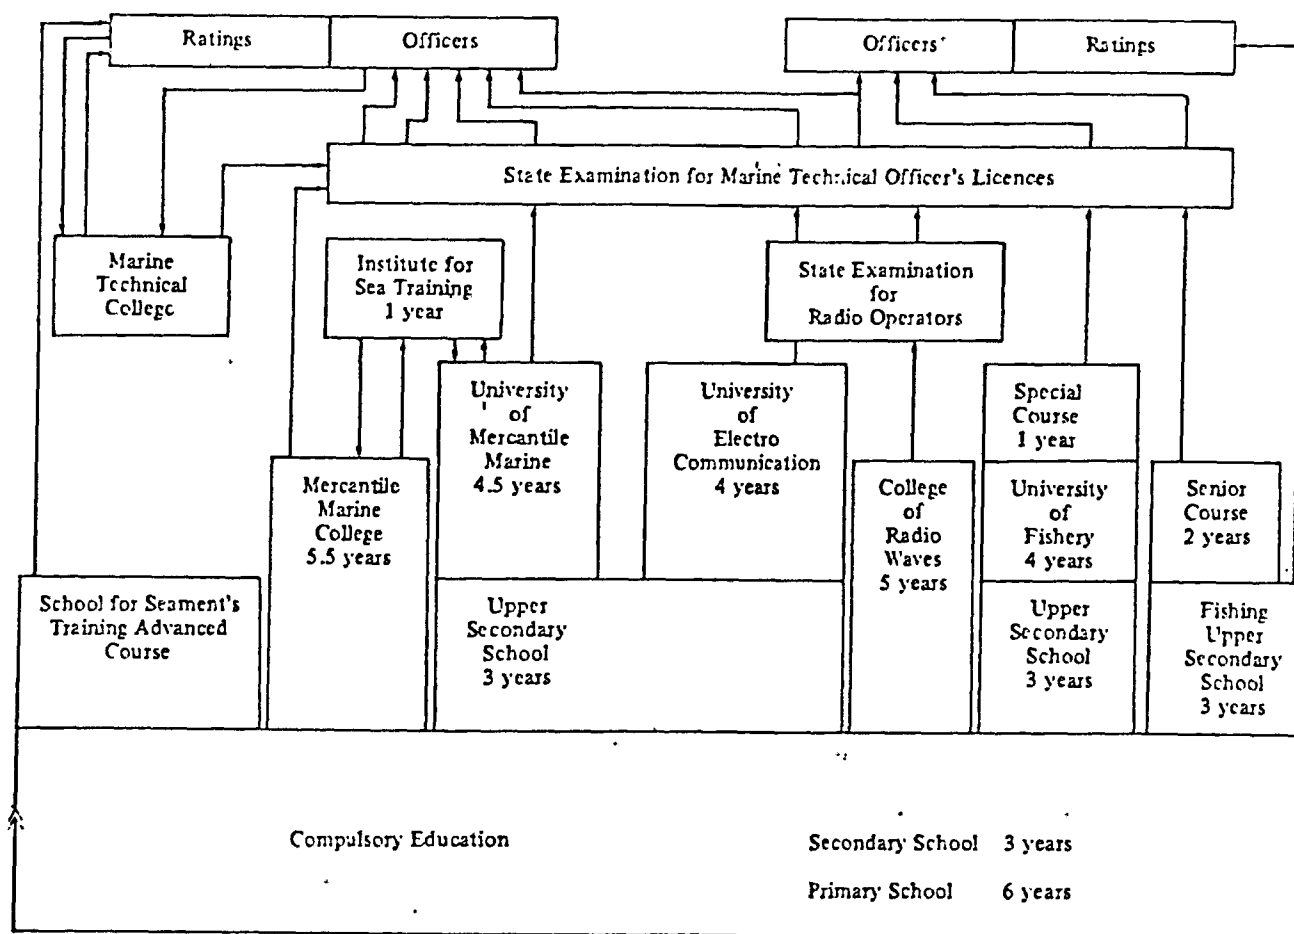 Ratings
Officers
Officers
Ratings
State Examination for Marine Technical Officer's Licences
Marine
Technical
College
Institute for
Sea Training
1 year
State Examination
for
Radio Operators
University
of
Mercantile
Marine
4.5 years
University
of
Electro
Communication
4 years
Special
Course
1 year
Mercantile
Marine
College
5.5 years
College
of
Radio
Waves
5 years
University
of
Fishery
4 years
Senior
Course
2 years
School for Seament's
Training Advanced
Course
Upper
Secondary
School
3 years
Upper
Secondary
School
3 years
Fishing
Upper
Secondary
School
3 years
Compulsory Education
Secondary School 3 years
Primary School 6 years